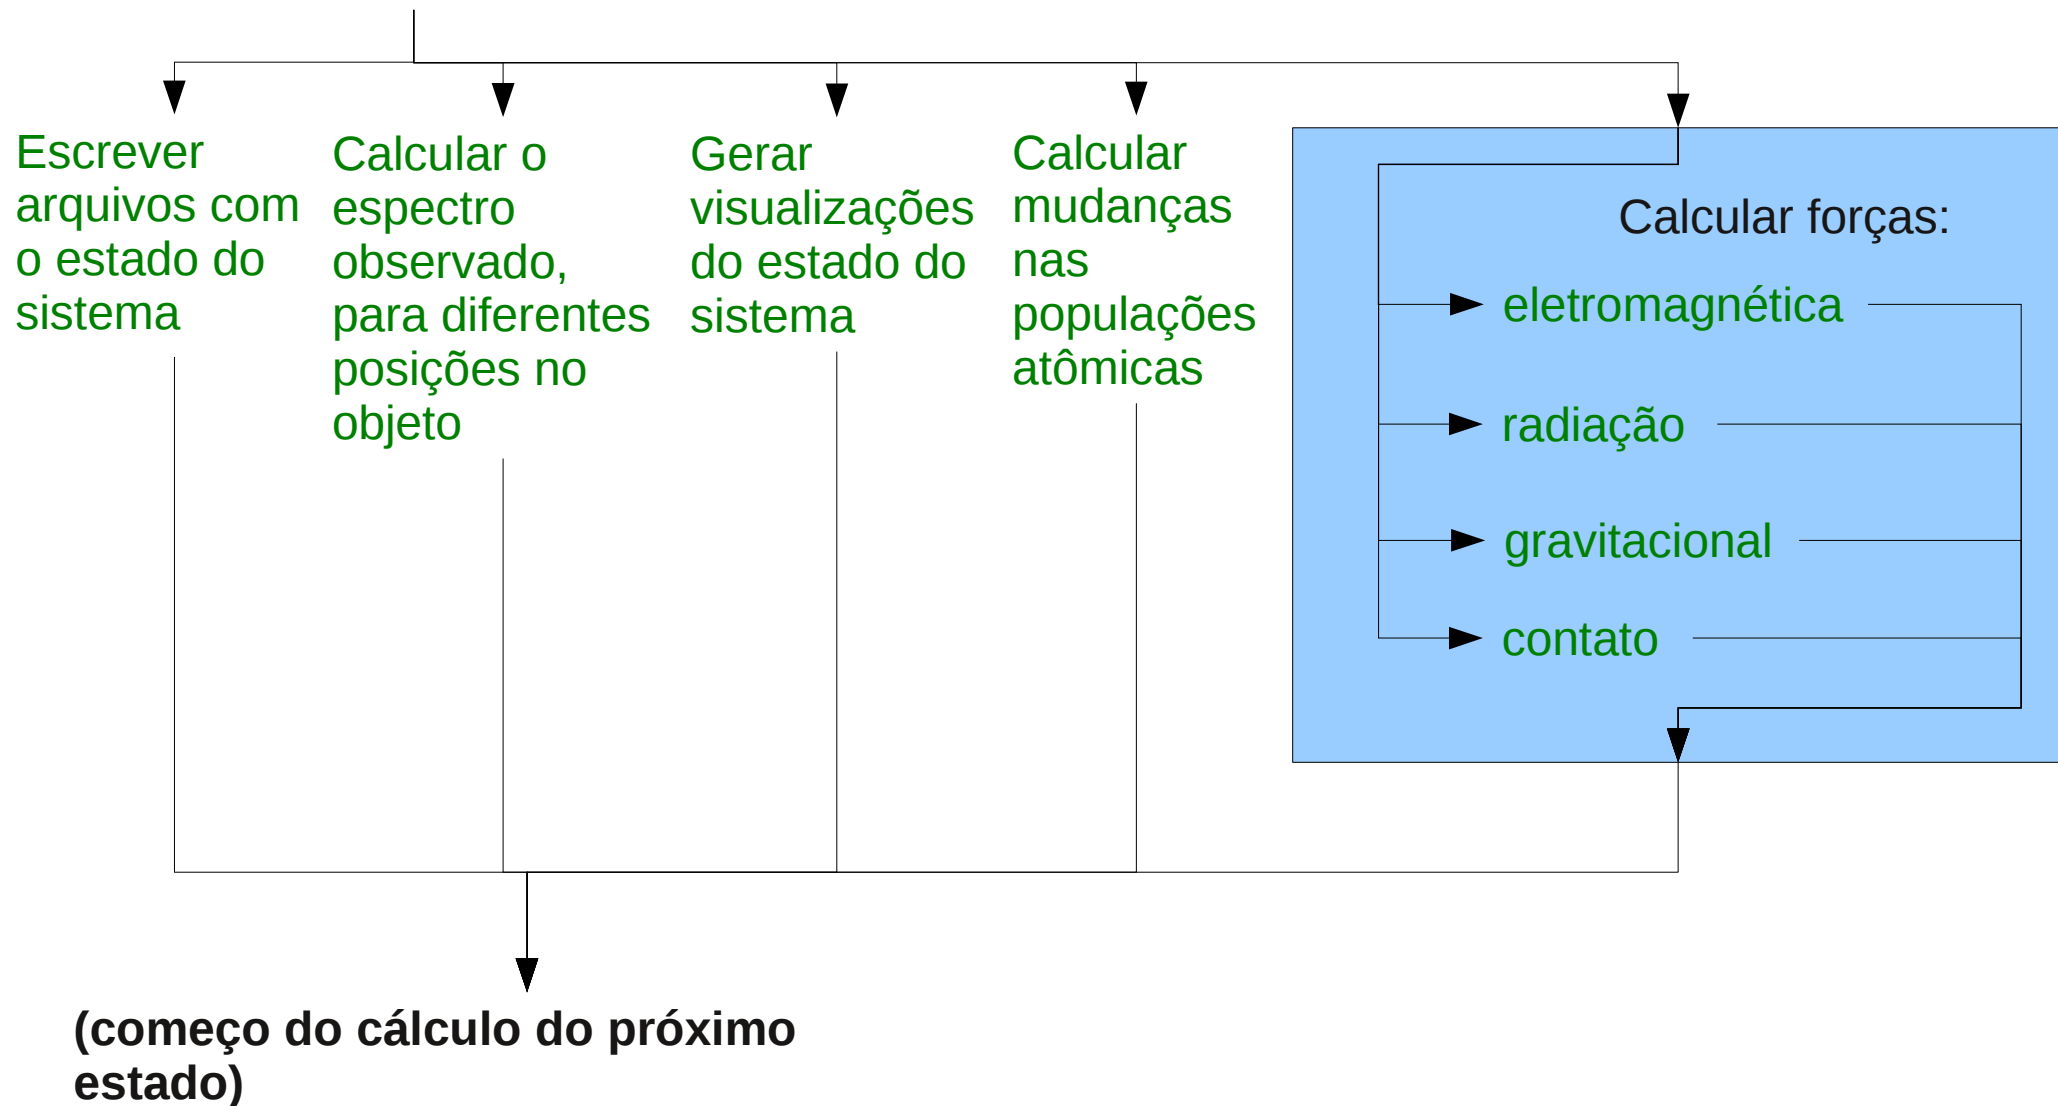 Escrever
arquivos com
o estado do
sistema
Calcular o
espectro
observado,
para diferentes
posições no
objeto
Gerar
visualizações
do estado do
sistema
Calcular
mudanças
nas
populações
atômicas
Calcular forças:
eletromagnética
radiação
gravitacional
contato
(começo do cálculo do próximo
estado)